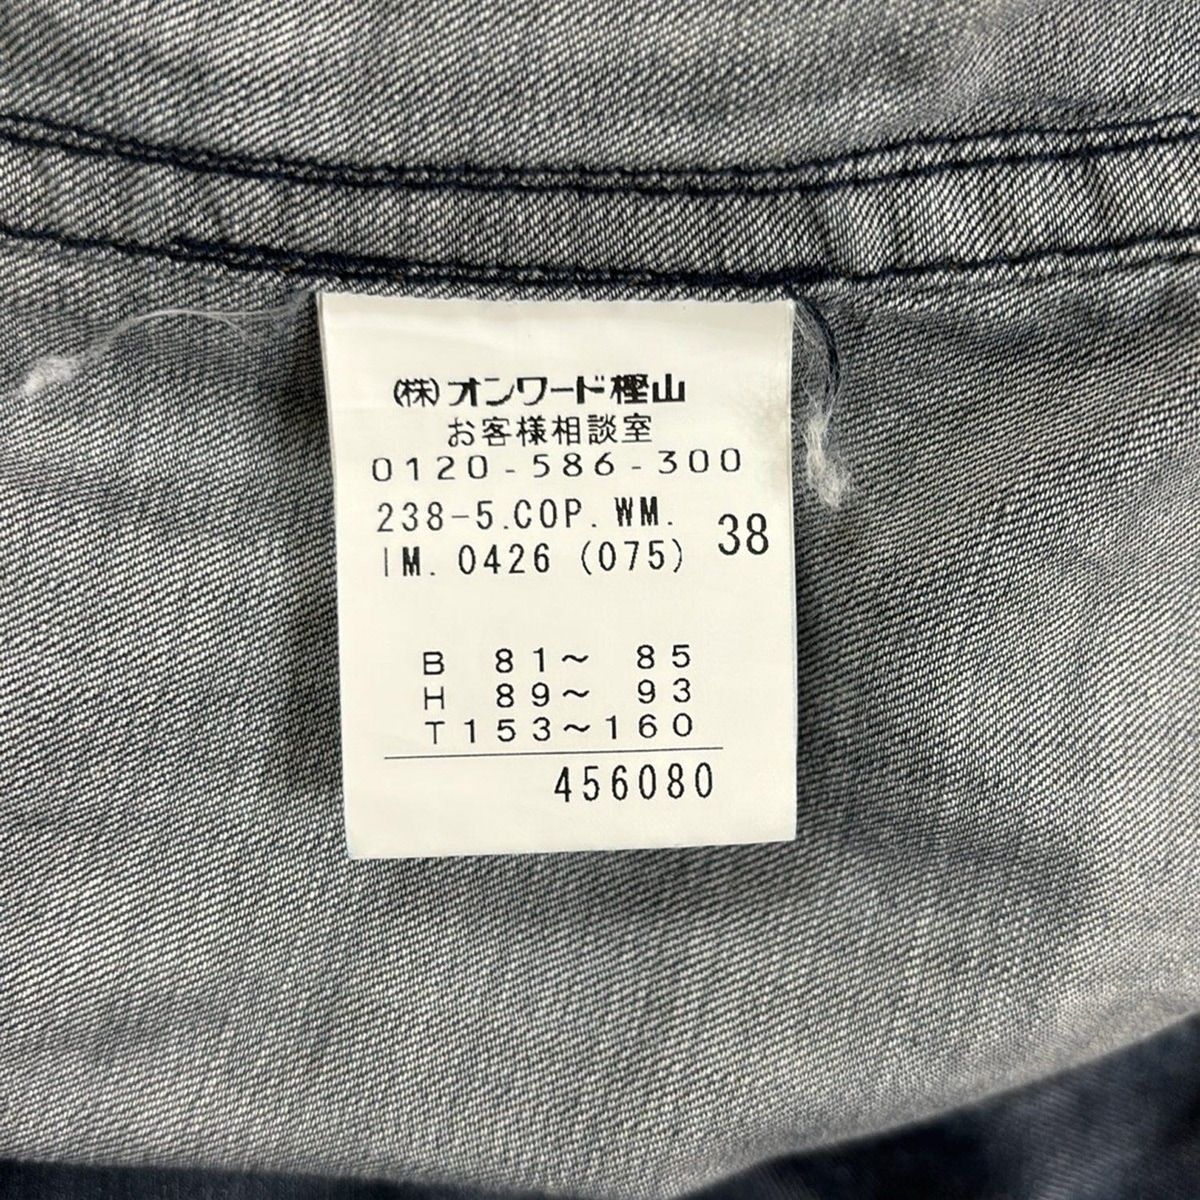 (株)オンワード樫山
お客様相談室
0120-586-300
238-5.COP. WM.
IM. 0426 (075) 38
B 81～ 85
H 89～ 93
T153～160
456080